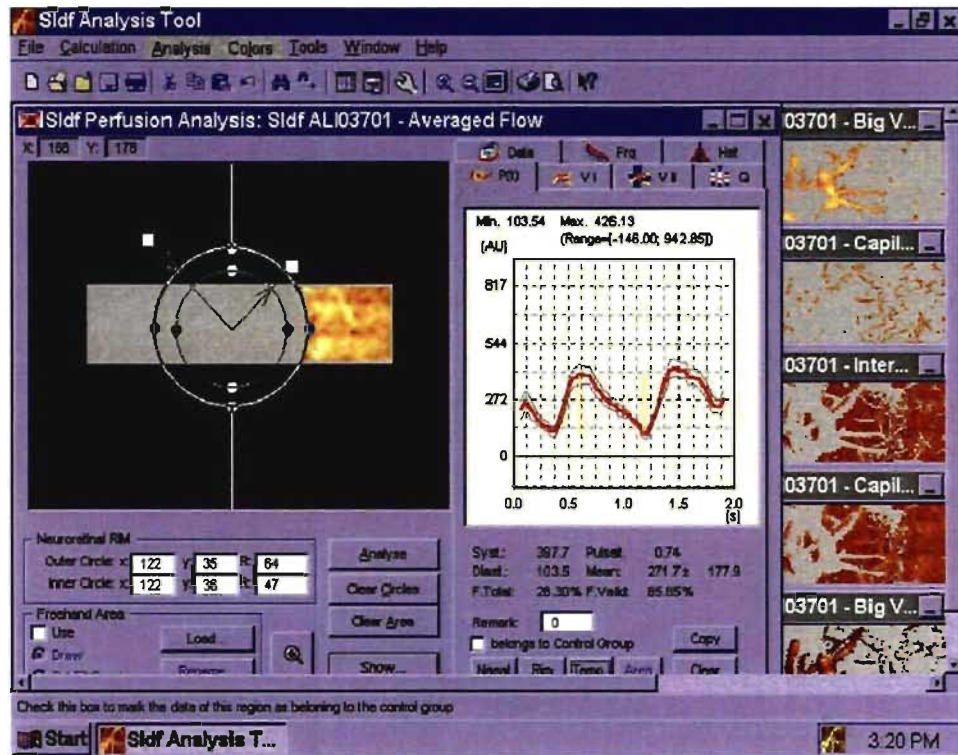 Sldf Analysis Tool
File Calculation Analysis Colors Tools Window Help
Sldf Perfusion Analysis: Sldf ALI03701 - Averaged Flow
X: 166 Y: 178
Data Frq Hst
P(t) V I V II Q
Min. 103.54 Max. 426.13
(Range=[-146.00; 942.85])
[AU]
817
544
272
0
0.0 0.5 1.0 1.5 2.0
[s]
03701 - Big V...
03701 - Capil...
03701 - Inter...
03701 - Capil...
03701 - Big V...
Neuroretinal RIM
Outer Circle: x: 122 y: 35 R: 64
Inner Circle: x: 122 y: 36 R: 47
Analyse
Clear Circles
Clear Area
Show...
Freehand Area
Use
Draw
Load...
Syst.: 397.7 Pulsat. 0.74
Diast.: 103.5 Mean: 271.7± 177.9
F.Total: 26.30% F.Valid: 85.85%
Remark: 0
belongs to Control Group
Copy
Nasal Rim Temp. Area Clear
Check this box to mark the data of this region as beloning to the control group
Start Sldf Analysis T... 3:20 PM